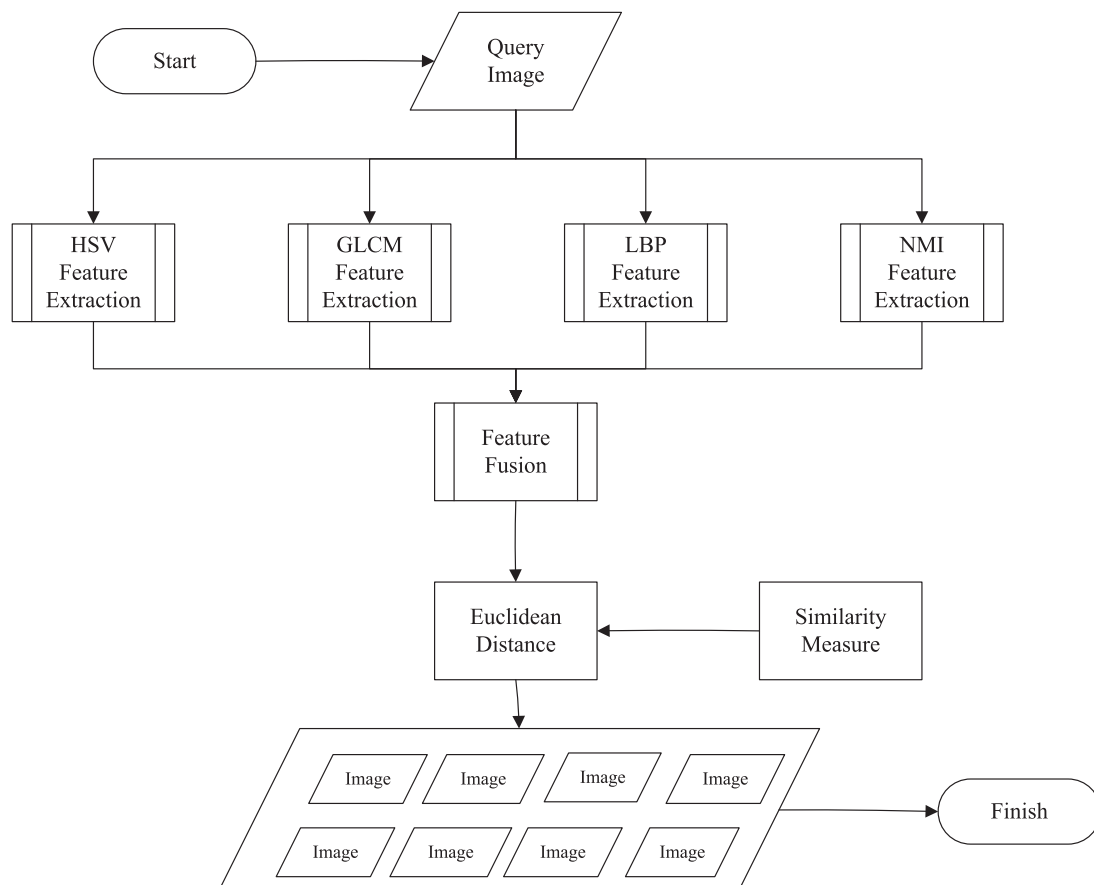 Start
Query
Image
HSV
Feature
Extraction
GLCM
Feature
Extraction
LBP
Feature
Extraction
NMI
Feature
Extraction
Feature
Fusion
Euclidean
Distance
Similarity
Measure
Image
Image
Image
Image
Image
Image
Image
Image
Finish